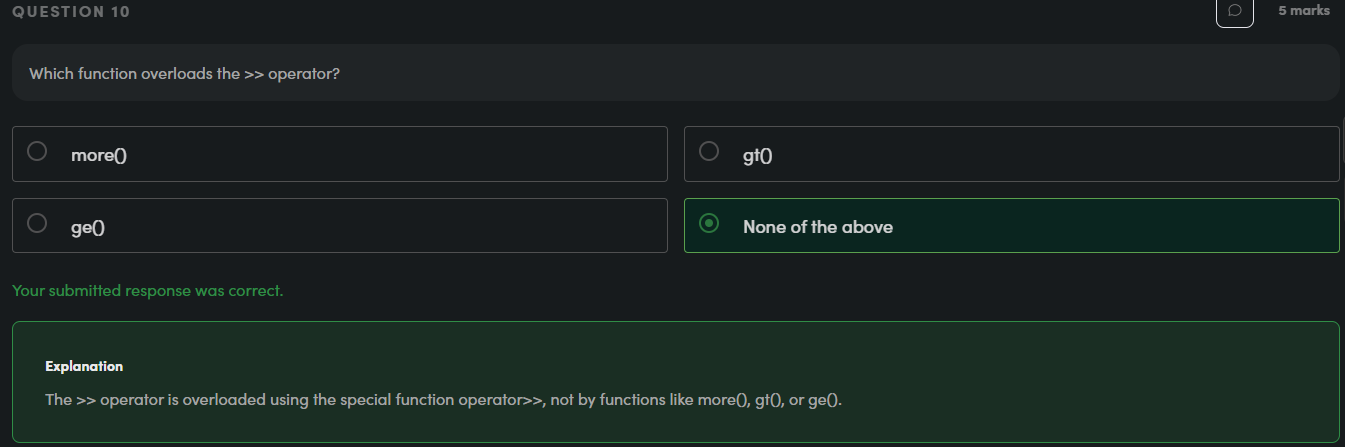 QUESTION 10
5 marks
Which function overloads the >> operator?
more()
gt()
ge()
None of the above
Your submitted response was correct.
Explanation
The >> operator is overloaded using the special function operator>>, not by functions like more(), gt(), or ge().